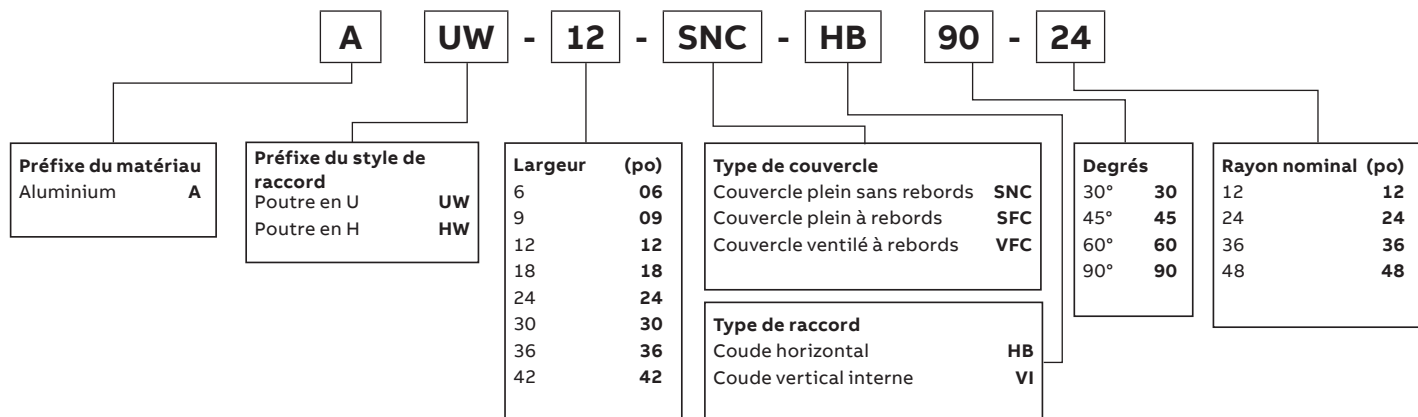 A UW - 12 - SNC - HB 90 - 24
Préfixe du matériau
Aluminium A
Préfixe du style de
raccord
Poutre en U UW
Poutre en H HW
Largeur (po)
6 06
9 09
12 12
18 18
24 24
30 30
36 36
42 42
Type de couvercle
Couvercle plein sans rebords SNC
Couvercle plein à rebords SFC
Couvercle ventilé à rebords VFC
Type de raccord
Coude horizontal HB
Coude vertical interne VI
Degrés
30° 30
45° 45
60° 60
90° 90
Rayon nominal (po)
12 12
24 24
36 36
48 48